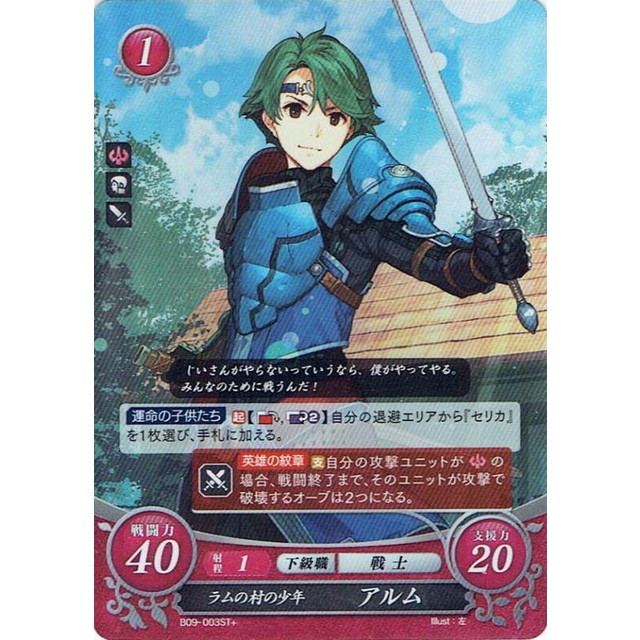 1
じいさんがやらないっていうなら、僕がやってやる。
みんなのために戦うんだ！
運命の子供たち 起【 , 2】自分の退避エリアから『セリカ』
を1枚選び、手札に加える。
英雄の紋章 支 自分の攻撃ユニットが の
場合、戦闘終了まで、そのユニットが攻撃で
破壊するオーブは2つになる。
戦闘力
40
射程 1 下級職 戦士
支援力
20
ラムの村の少年 アルム
B09-003ST+ Illust：左